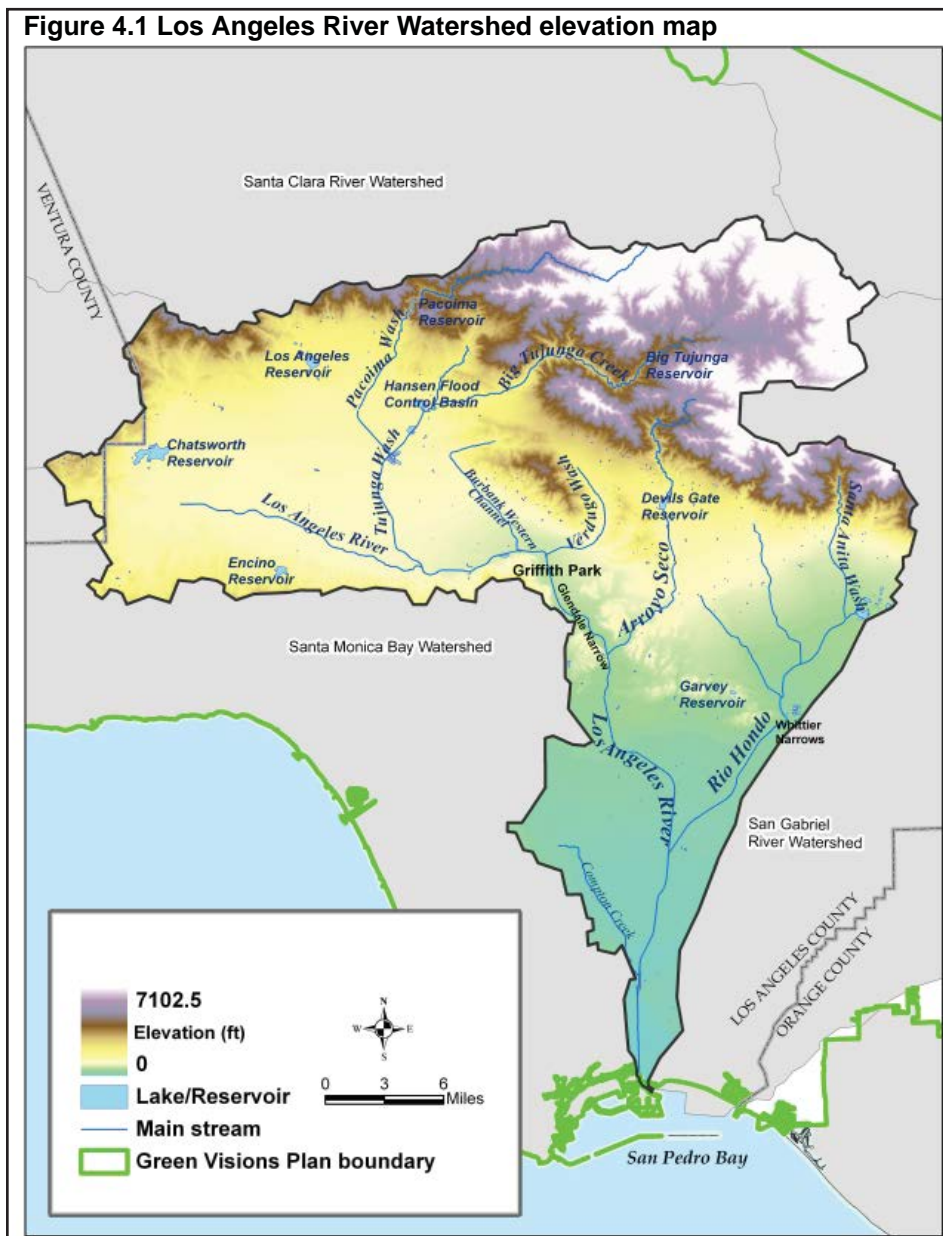 Figure 4.1 Los Angeles River Watershed elevation map
Santa Clara River Watershed
VENTURA COUNTY
Pacoima
Reservoir
Pacoima Wash
Los Angeles
Reservoir
Big Tujunga Creek
Big Tujunga
Reservoir
Hansen Flood
Control Basin
Chatsworth
Reservoir
Tujunga Wash
Burbank Western
Channel
Verdugo Wash
Devils Gate
Reservoir
Santa Anita Wash
Los Angeles River
Encino
Reservoir
Griffith Park
Glendale Narrow
Arroyo Seco
Santa Monica Bay Watershed
Garvey
Reservoir
Whittier
Narrows
Los Angeles River
Rio Hondo
San Gabriel
River Watershed
Compton Creek
LOS ANGELES COUNTY
ORANGE COUNTY
7102.5
Elevation (ft)
0
Lake/Reservoir
Main stream
Green Visions Plan boundary
N
W E
S
0 3 6
Miles
San Pedro Bay